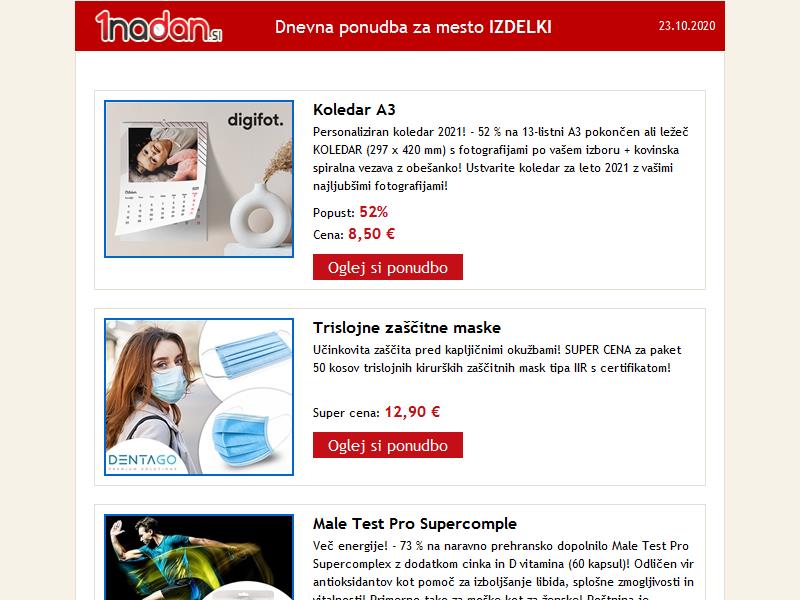 1nadan.si
Dnevna ponudba za mesto IZDELKI
23.10.2020
digifot.
Koledar A3
Personaliziran koledar 2021! - 52 % na 13-listni A3 pokončen ali ležeč
KOLEDAR (297 x 420 mm) s fotografijami po vašem izboru + kovinska
spiralna vezava z obešanko! Ustvarite koledar za leto 2021 z vašimi
najljubšimi fotografijami!
Popust: 52%
Cena: 8,50 €
Oglej si ponudbo
DENTAGO
PREMIUM SOLUTIONS
Trislojne zaščitne maske
Učinkovita zaščita pred kapljičnimi okužbami! SUPER CENA za paket
50 kosov trislojnih kirurških zaščitnih mask tipa IIR s certifikatom!
Super cena: 12,90 €
Oglej si ponudbo
Male Test Pro Supercomple
Več energije! - 73 % na naravno prehransko dopolnilo Male Test Pro
Supercomplex z dodatkom cinka in D vitamina (60 kapsul)! Odličen vir
antioksidantov kot pomoč za izboljšanje libida, splošne zmogljivosti in
vitalnosti! Primerno tako za moške kot za ženske! Poštnina je